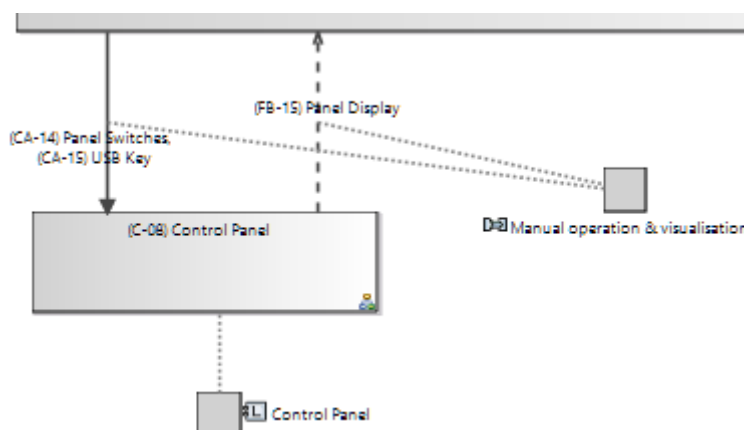 (FB-15) Panel Display
(CA-14) Panel Switches,
(CA-15) USB Key
(C-08) Control Panel
Manual operation & visualisation
Control Panel